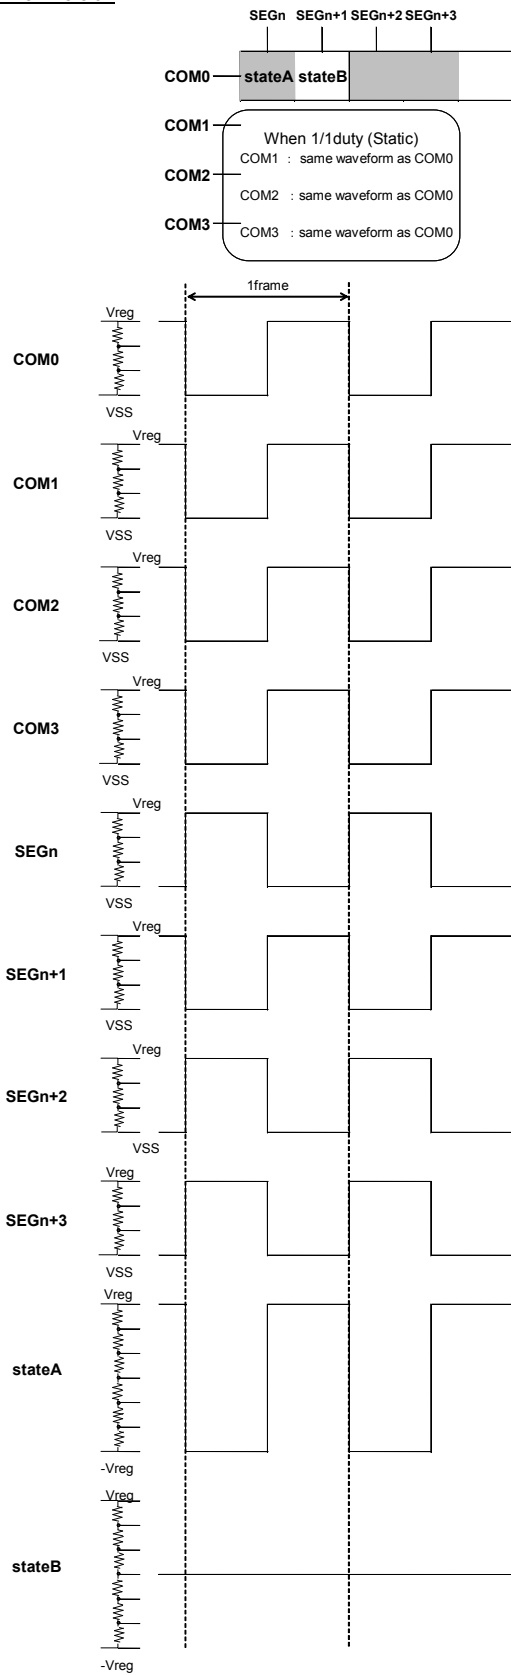 SEGn SEGn+1 SEGn+2 SEGn+3
COM0 stateA stateB
COM1
When 1/1duty (Static)
COM1 : same waveform as COM0
COM2
COM2 : same waveform as COM0
COM3
COM3 : same waveform as COM0
1frame
Vreg
COM0
VSS
Vreg
COM1
VSS
Vreg
COM2
VSS
Vreg
COM3
VSS
Vreg
SEGn
VSS
Vreg
SEGn+1
VSS
Vreg
SEGn+2
VSS
Vreg
SEGn+3
VSS
Vreg
stateA
-Vreg
Vreg
stateB
-Vreg